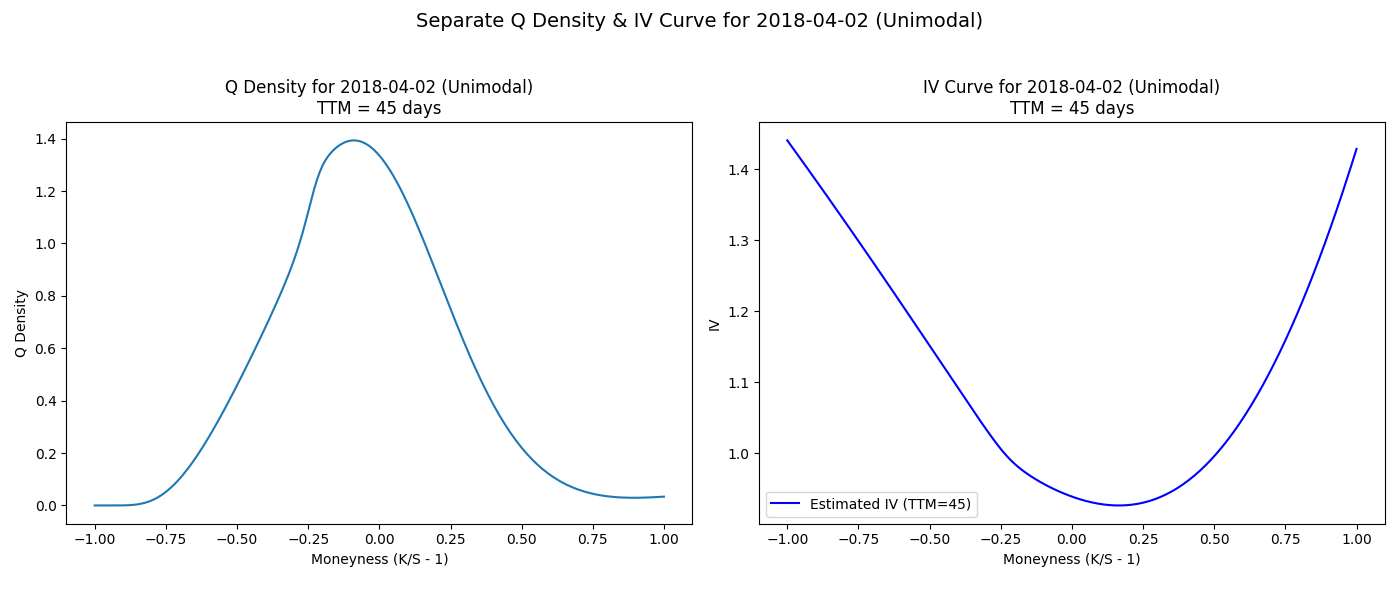 Separate Q Density & IV Curve for 2018-04-02 (Unimodal)
Q Density for 2018-04-02 (Unimodal)
TTM = 45 days
Q Density
1.4
1.2
1.0
0.8
0.6
0.4
0.2
0.0
−1.00 −0.75 −0.50 −0.25 0.00 0.25 0.50 0.75 1.00
Moneyness (K/S - 1)
IV Curve for 2018-04-02 (Unimodal)
TTM = 45 days
IV
1.4
1.3
1.2
1.1
1.0
Estimated IV (TTM=45)
−1.00 −0.75 −0.50 −0.25 0.00 0.25 0.50 0.75 1.00
Moneyness (K/S - 1)